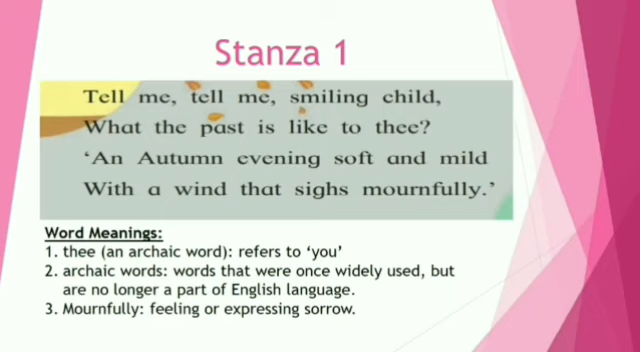 Stanza 1
Tell me, tell me, smiling child,
What the past is like to thee?
‘An Autumn evening soft and mild
With a wind that sighs mournfully.’
Word Meanings:
1. thee (an archaic word): refers to ‘you’
2. archaic words: words that were once widely used, but
are no longer a part of English language.
3. Mournfully: feeling or expressing sorrow.